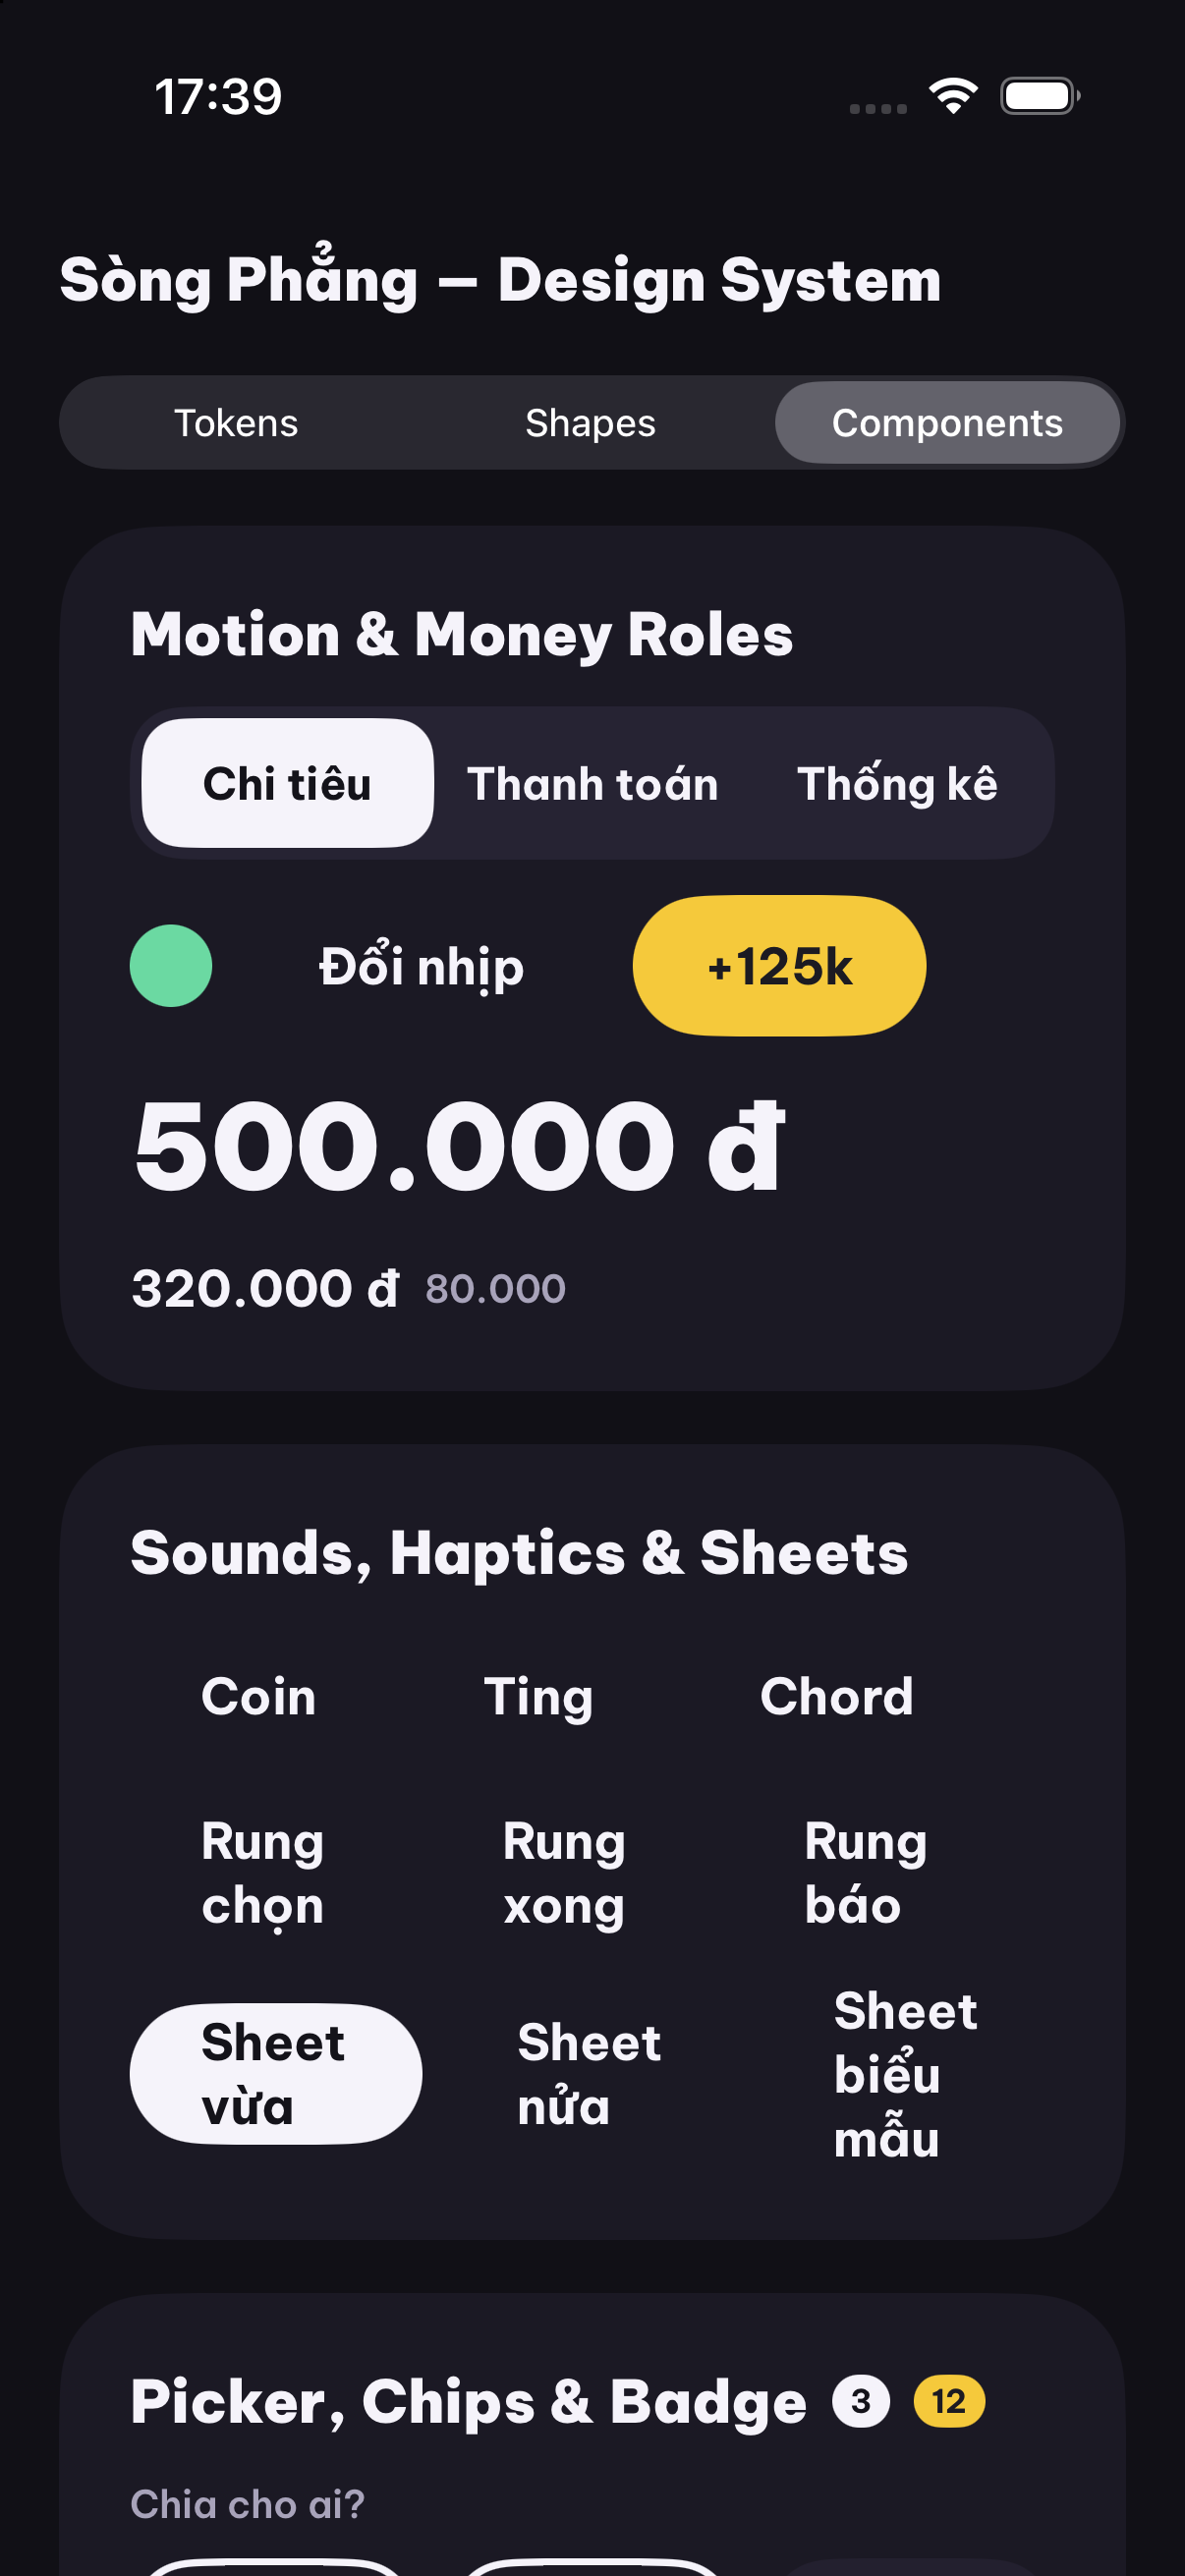 17:39
Sòng Phẳng — Design System
Tokens Shapes Components
Motion & Money Roles
Chi tiêu Thanh toán Thống kê
Đổi nhịp +125k
500.000 đ
320.000 đ 80.000
Sounds, Haptics & Sheets
Coin Ting Chord
Rung chọn
Rung xong
Rung báo
Sheet vừa
Sheet nửa
Sheet biểu mẫu
Picker, Chips & Badge 3 12
Chia cho ai?